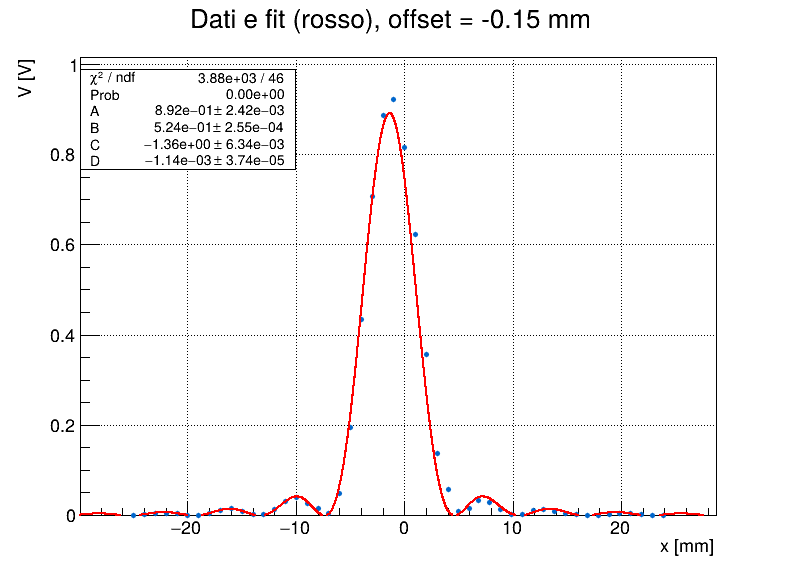 Dati e fit (rosso), offset = -0.15 mm
V [V]
χ² / ndf 3.88e+03 / 46
Prob 0.00e+00
A 8.92e−01± 2.42e−03
B 5.24e−01± 2.55e−04
C −1.36e+00 ± 6.34e−03
D −1.14e−03 ± 3.74e−05
1
0.8
0.6
0.4
0.2
0
−20 −10 0 10 20
x [mm]